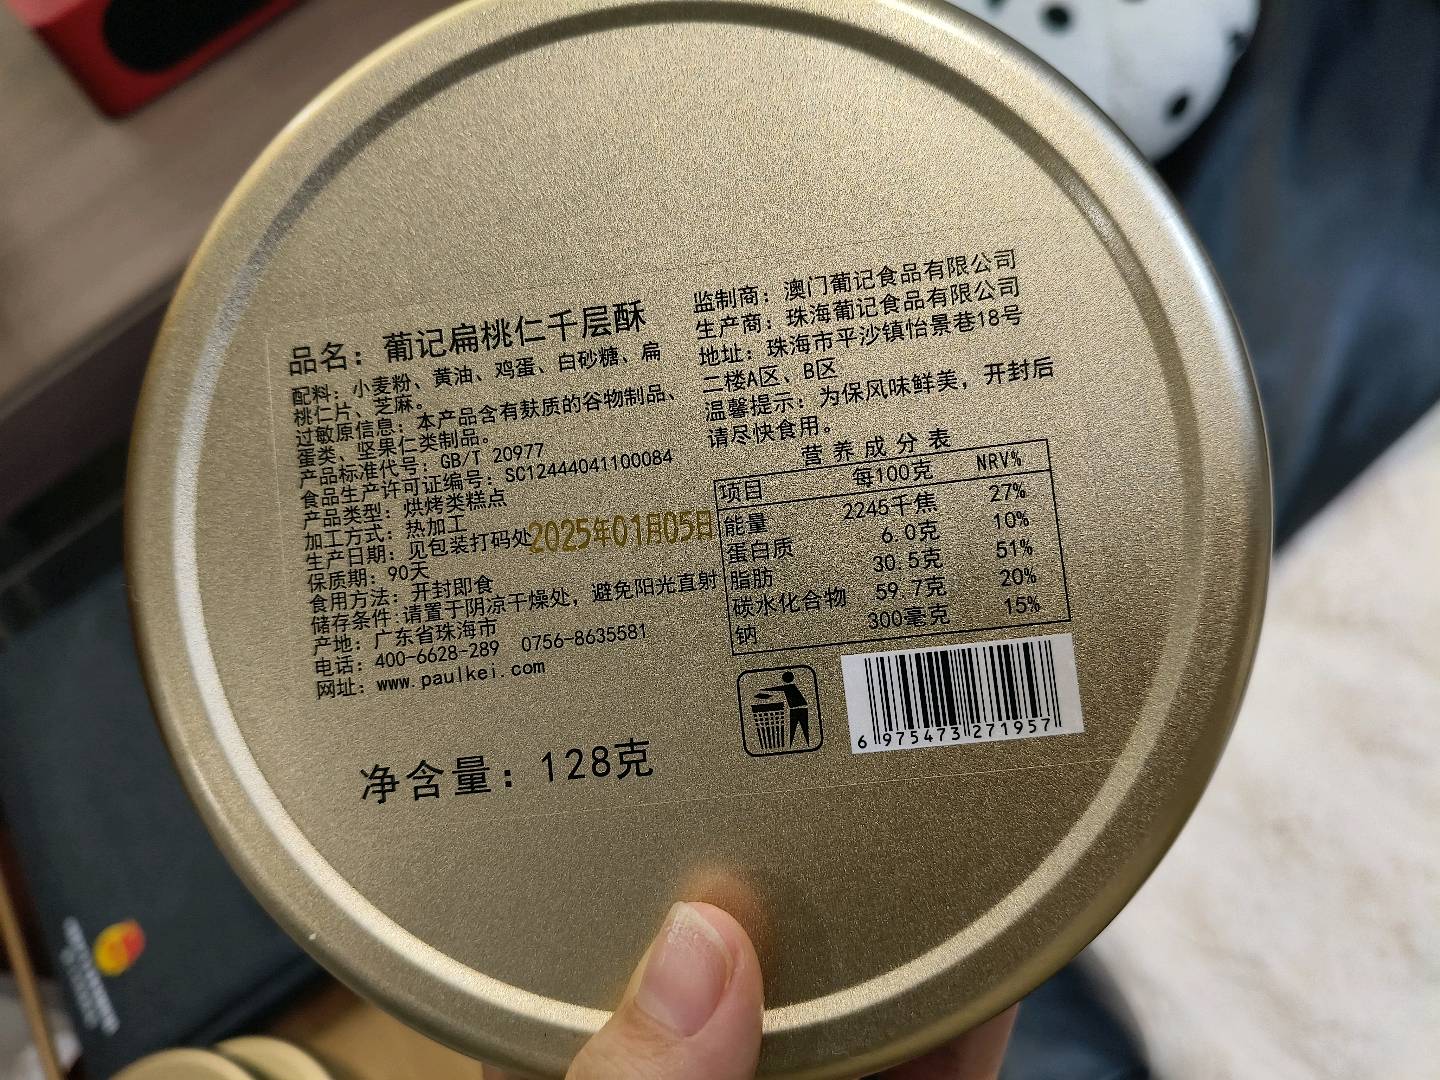 品名：葡记扁桃仁千层酥
配料：小麦粉、黄油、鸡蛋、白砂糖、扁
桃仁片、芝麻。
过敏原信息：本产品含有麸质的谷物制品、
蛋类、坚果仁类制品。
产品标准代号：GB/T 20977
食品生产许可证编号：SC12444041100084
产品类型：烘烤类糕点
加工方式：热加工
生产日期：见包装打码处2025年01月05日
保质期：90天
食用方法：开封即食
储存条件:请置于阴凉干燥处，避免阳光直射
产地：广东省珠海市
电话：400-6628-289 0756-8635581
网址：www.paulkei.com
净含量：128克
监制商：澳门葡记食品有限公司
生产商：珠海葡记食品有限公司
地址：珠海市平沙镇怡景巷18号
二楼A区、B区
温馨提示：为保风味鲜美，开封后
请尽快食用。
营养成分表
项目 每100克 NRV%
能量 2245千焦 27%
蛋白质 6.0克 10%
脂肪 30.5克 51%
碳水化合物 59.7克 20%
钠 300毫克 15%
6 975473 271957